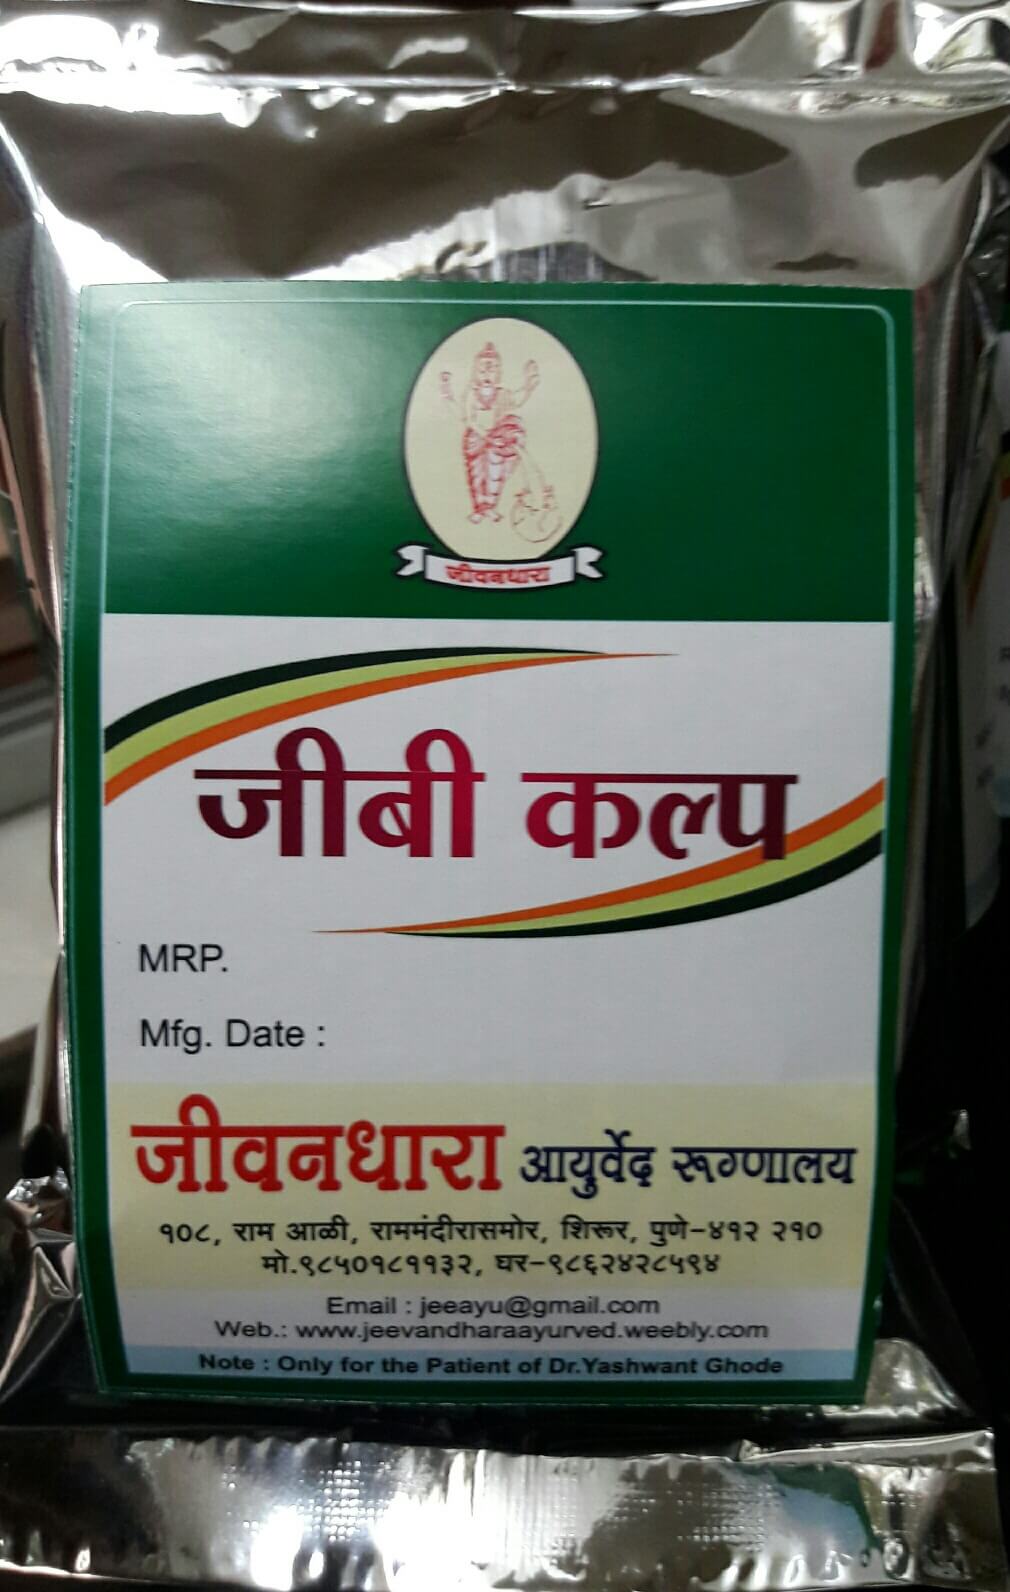 जीवनधारा
जीबी कल्प
MRP.
Mfg. Date :
जीवनधारा आयुर्वेद रूग्णालय
१०८, राम आळी, राममंदीरासमोर, शिरूर, पुणे-४१२ २१०
मो.९८५०१८११३२, घर-९८६२४२८५९४
Email : jeeayu@gmail.com
Web.: www.jeevandharaayurved.weebly.com
Note : Only for the Patient of Dr.Yashwant Ghode